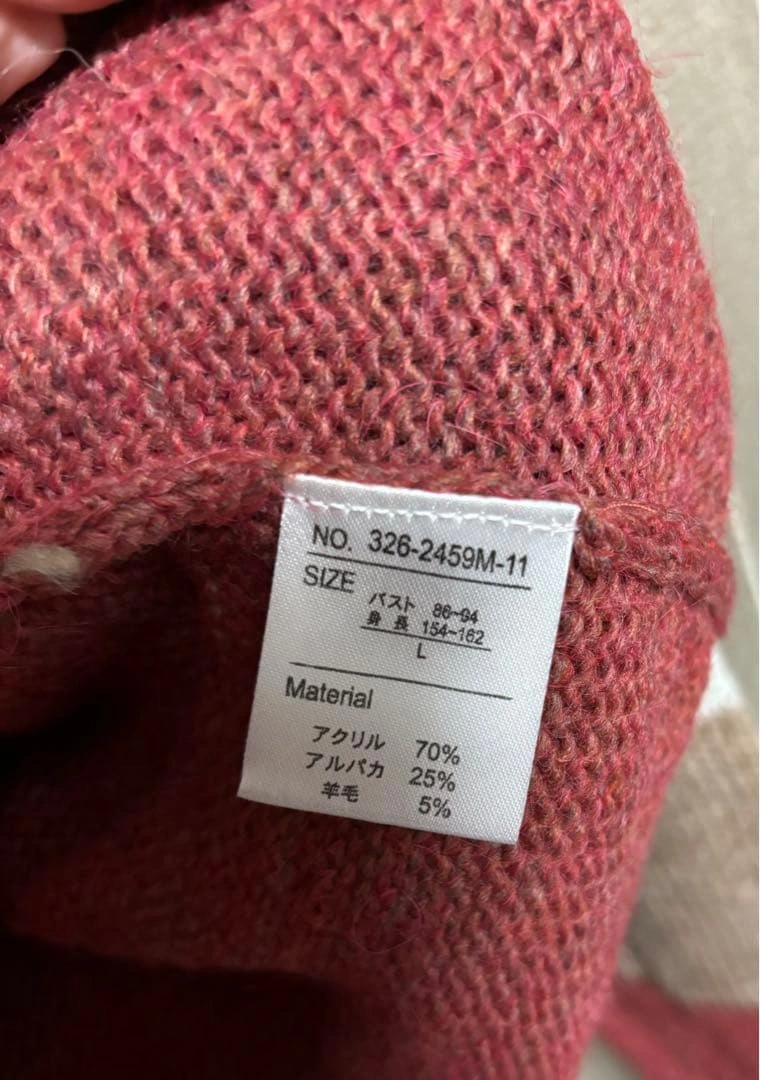 NO. 326-2459M-11
SIZE
バスト 86~94
身長 154~162
L
Material
アクリル 70%
アルパカ 25%
羊毛 5%